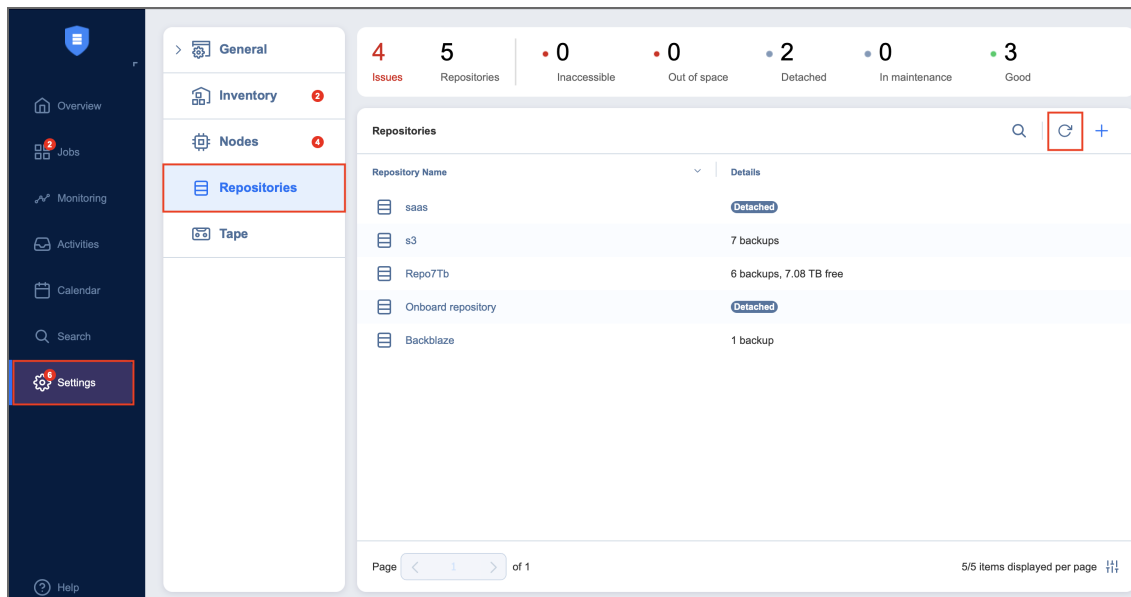 Overview
2
Jobs
Monitoring
Activities
Calendar
Search
6
Settings
Help
General
Inventory 2
Nodes 4
Repositories
Tape
4 5 0 0 2 0 3
Issues Repositories Inaccessible Out of space Detached In maintenance Good
Repositories
Repository Name Details
saas Detached
s3 7 backups
Repo7Tb 6 backups, 7.08 TB free
Onboard repository Detached
Backblaze 1 backup
Page 1 of 1 5/5 items displayed per page